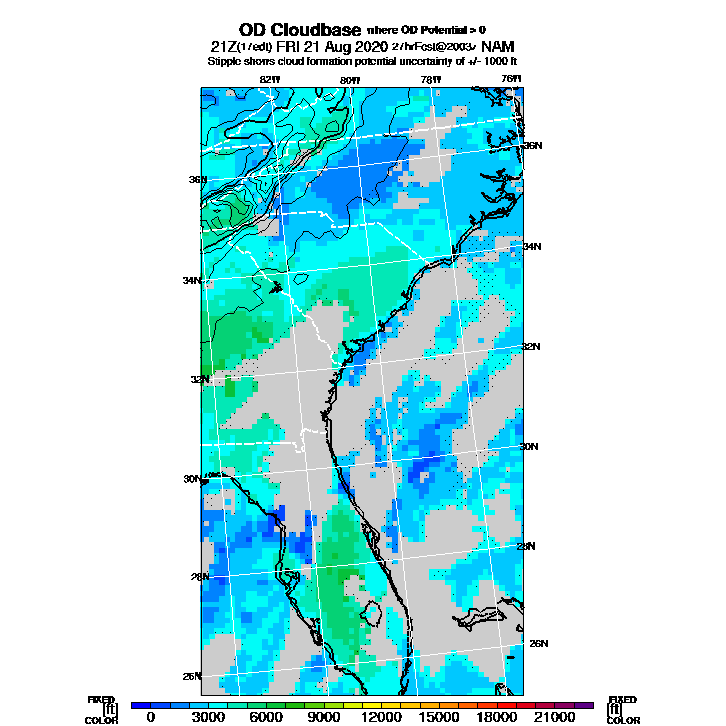 OD Cloudbase where OD Potential > 0
21Z(17edt) FRI 21 Aug 2020 27hrFcst@2003z NAM
Stipple shows cloud formation potential uncertainty of +/- 1000 ft
82W 80W 78W 76W
36N 36N
34N 34N
32N 32N
30N 30N
28N 28N
26N 26N
FIXED FIXED
[ft] [ft]
COLOR COLOR
0 3000 6000 9000 12000 15000 18000 21000